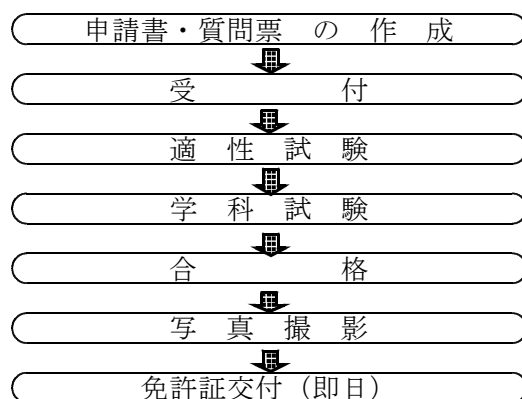 申請書・質問票 の 作 成
受 付
適 性 試 験
学 科 試 験
合 格
写 真 撮 影
免許証交付（即日）